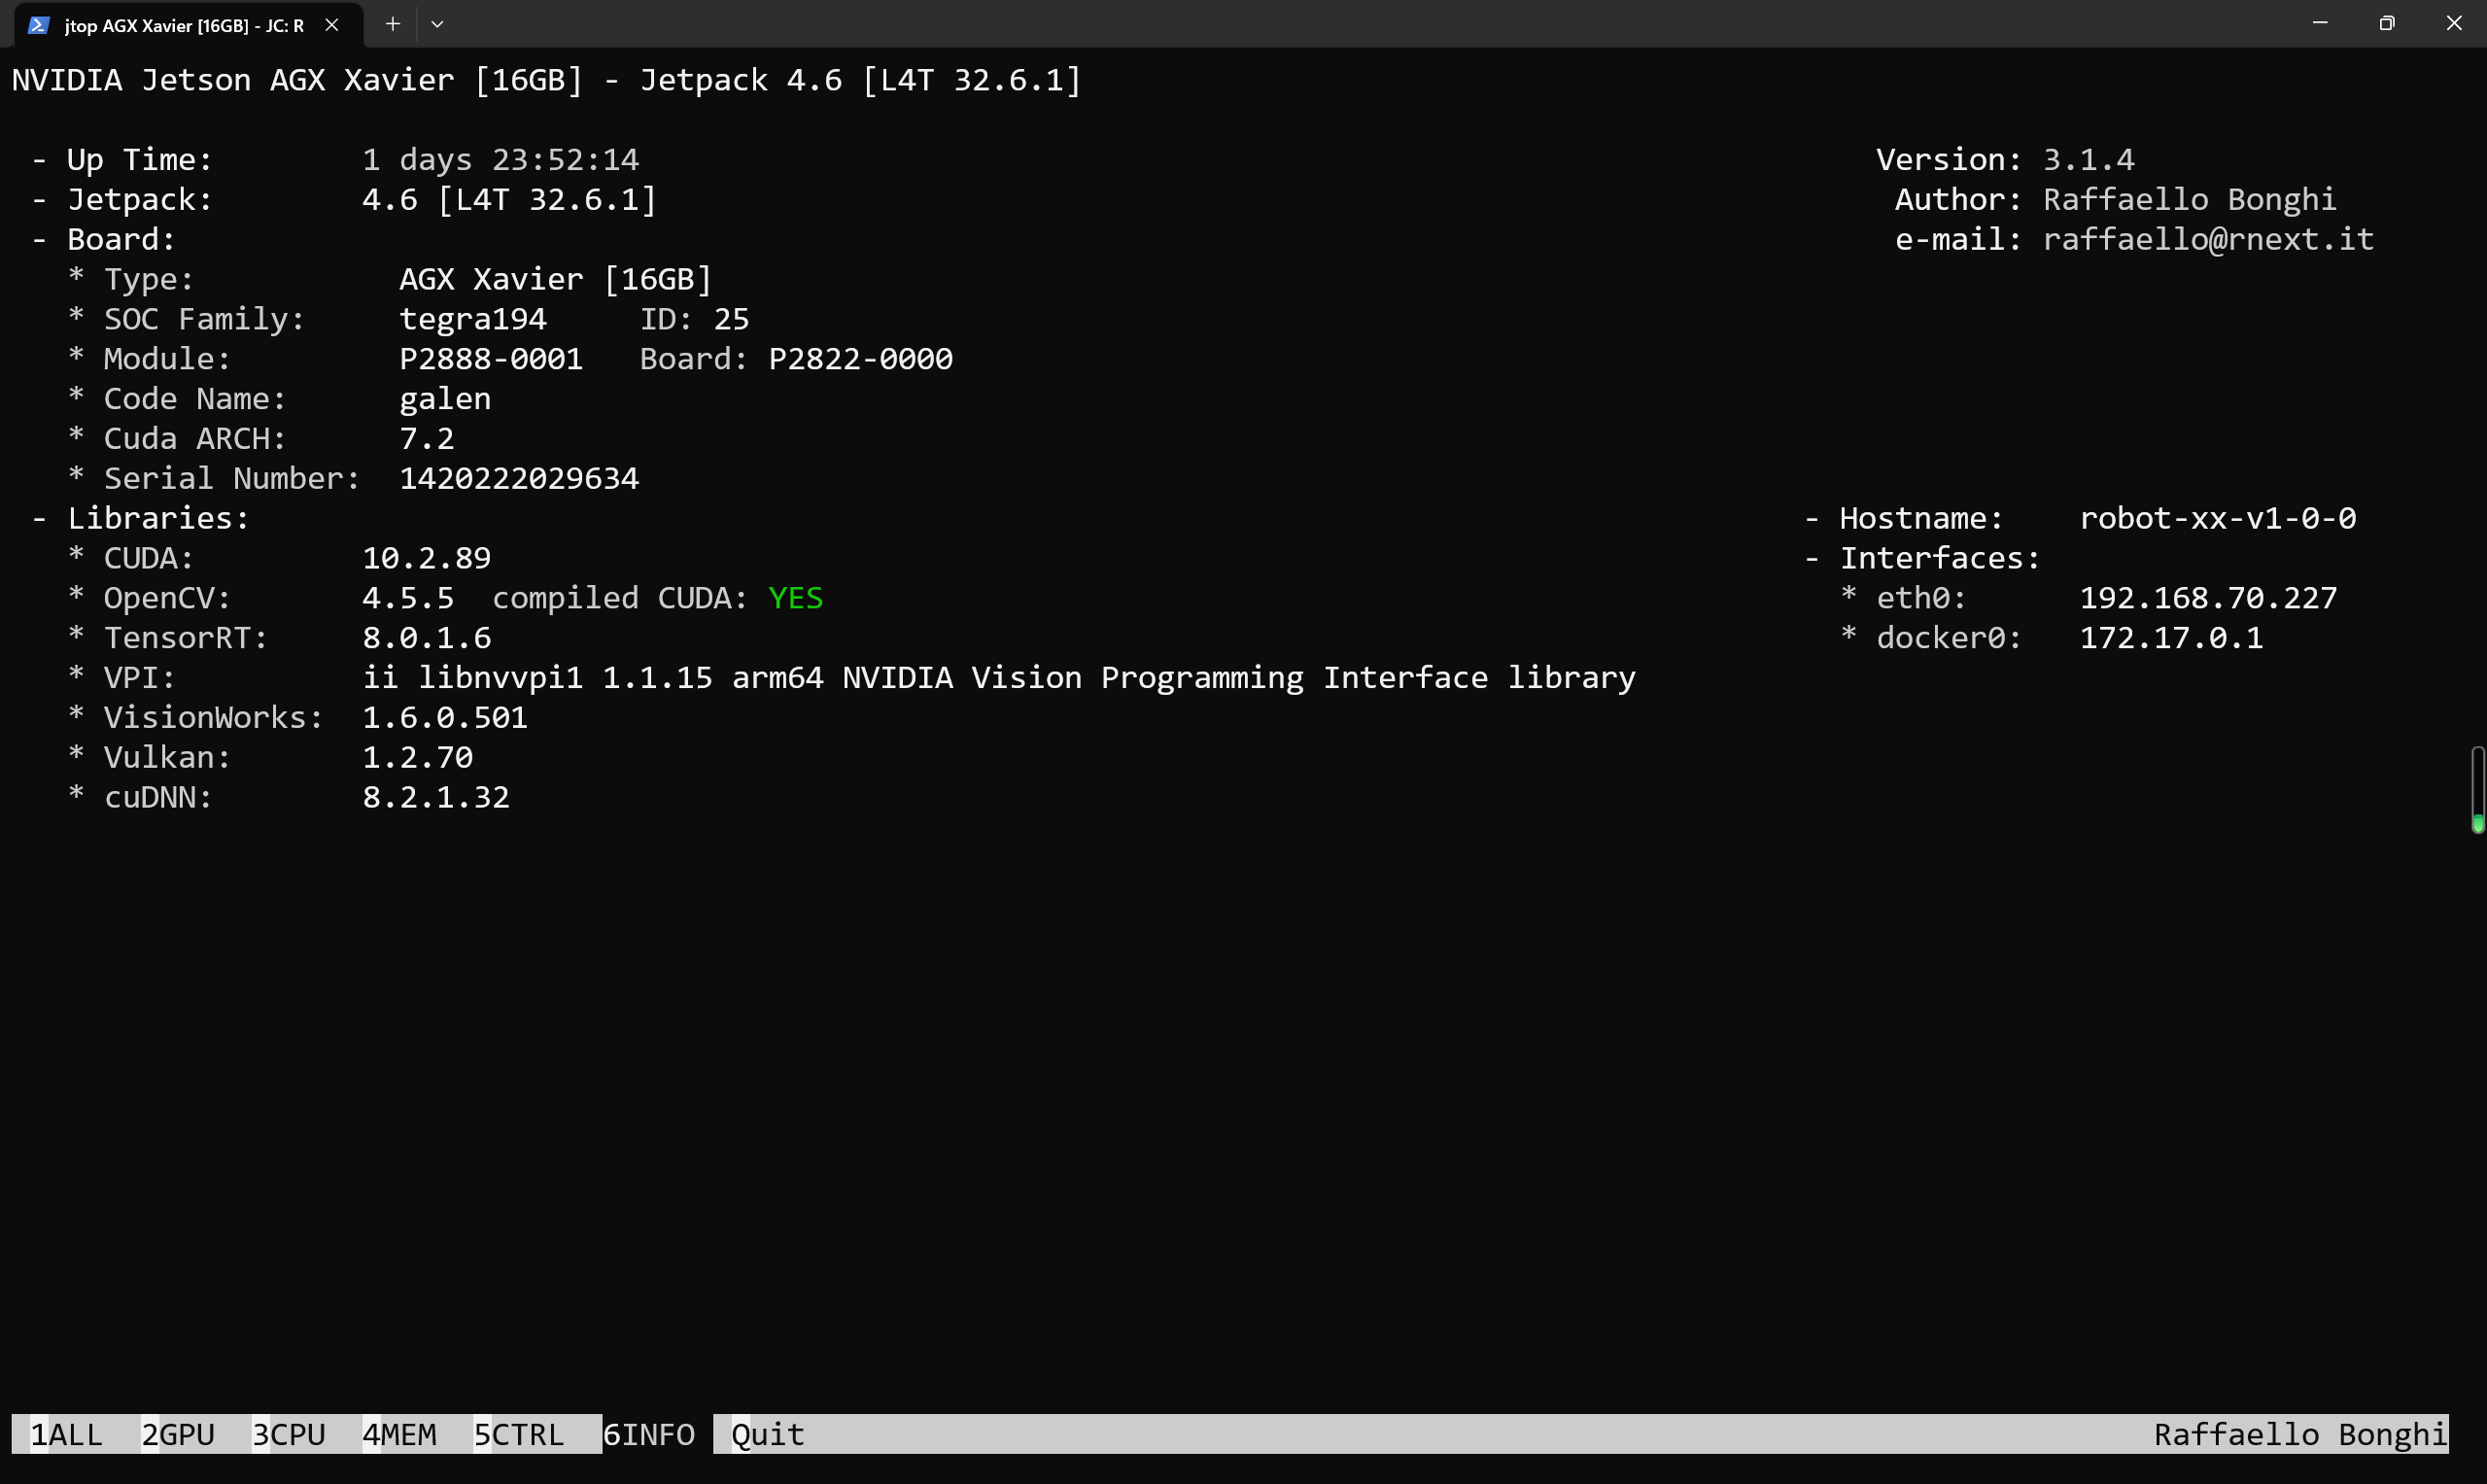 jtop AGX Xavier [16GB] - JC: R
NVIDIA Jetson AGX Xavier [16GB] - Jetpack 4.6 [L4T 32.6.1]
- Up Time: 1 days 23:52:14
- Jetpack: 4.6 [L4T 32.6.1]
- Board:
* Type: AGX Xavier [16GB]
* SOC Family: tegra194 ID: 25
* Module: P2888-0001 Board: P2822-0000
* Code Name: galen
* Cuda ARCH: 7.2
* Serial Number: 1420222029634
- Libraries:
* CUDA: 10.2.89
* OpenCV: 4.5.5 compiled CUDA: YES
* TensorRT: 8.0.1.6
* VPI: ii libnvvpi1 1.1.15 arm64 NVIDIA Vision Programming Interface library
* VisionWorks: 1.6.0.501
* Vulkan: 1.2.70
* cuDNN: 8.2.1.32
Version: 3.1.4
Author: Raffaello Bonghi
e-mail: raffaello@rnext.it
- Hostname: robot-xx-v1-0-0
- Interfaces:
* eth0: 192.168.70.227
* docker0: 172.17.0.1
1ALL 2GPU 3CPU 4MEM 5CTRL 6INFO Quit Raffaello Bonghi